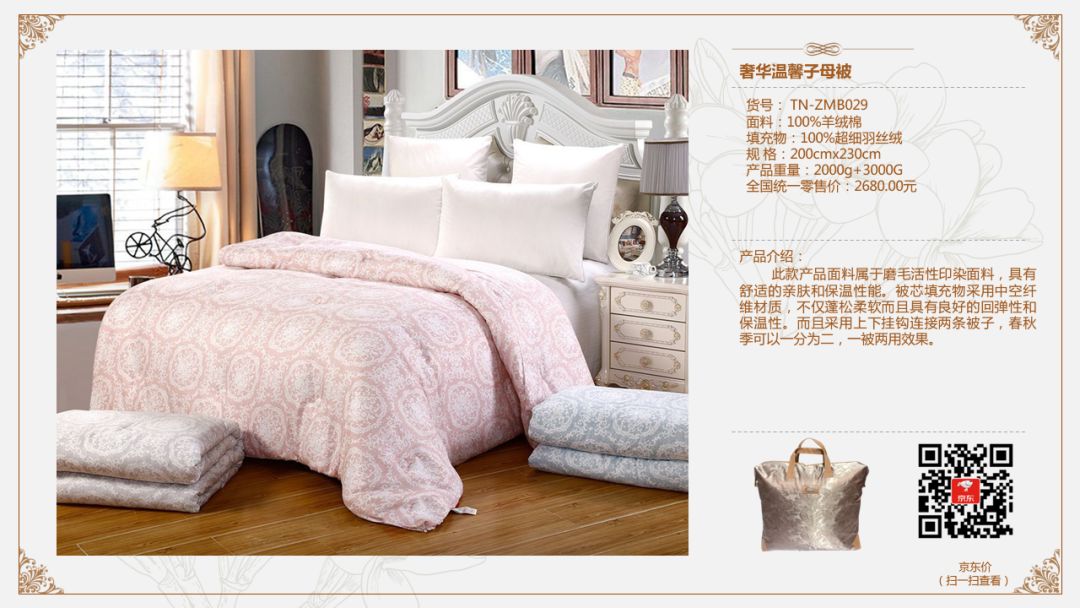 奢华温馨子母被
货号： TN-ZMB029
面料：100%羊绒棉
填充物：100%超细羽丝绒
规 格：200cmx230cm
产品重量：2000g+3000G
全国统一零售价：2680.00元
产品介绍：
此款产品面料属于磨毛活性印染面料，具有
舒适的亲肤和保温性能。被芯填充物采用中空纤
维材质，不仅蓬松柔软而且具有良好的回弹性和
保温性。而且采用上下挂钩连接两条被子，春秋
季可以一分为二，一被两用效果。
京东
京东价
（扫一扫查看）